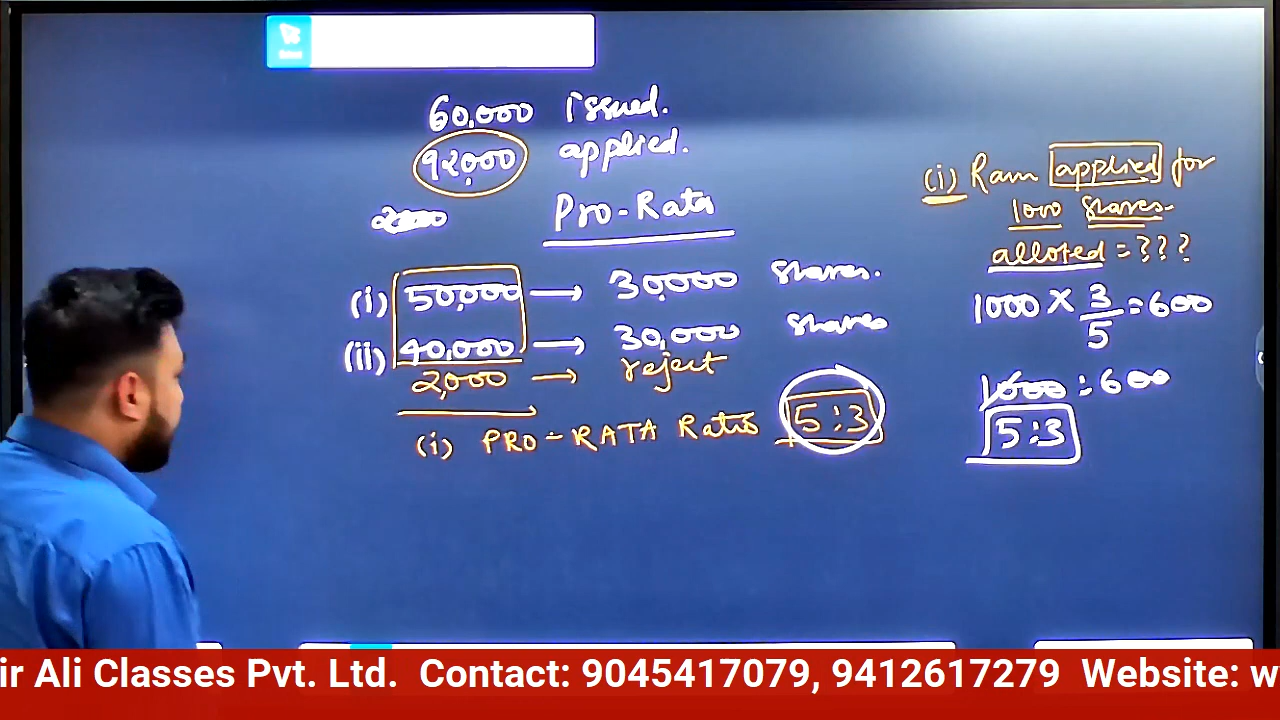 60,000 issued.
92,000 applied.
Pro-Rata
(i) 50,000 → 30,000 shares.
(ii) 40,000 → 30,000 shares
2,000 → reject
(i) PRO-RATA Ratio 5:3
(i) Ram applied for
1000 shares.
alloted = ???
1000 × 3/5 = 600
1000 : 600
5:3
ir Ali Classes Pvt. Ltd. Contact: 9045417079, 9412617279 Website: w